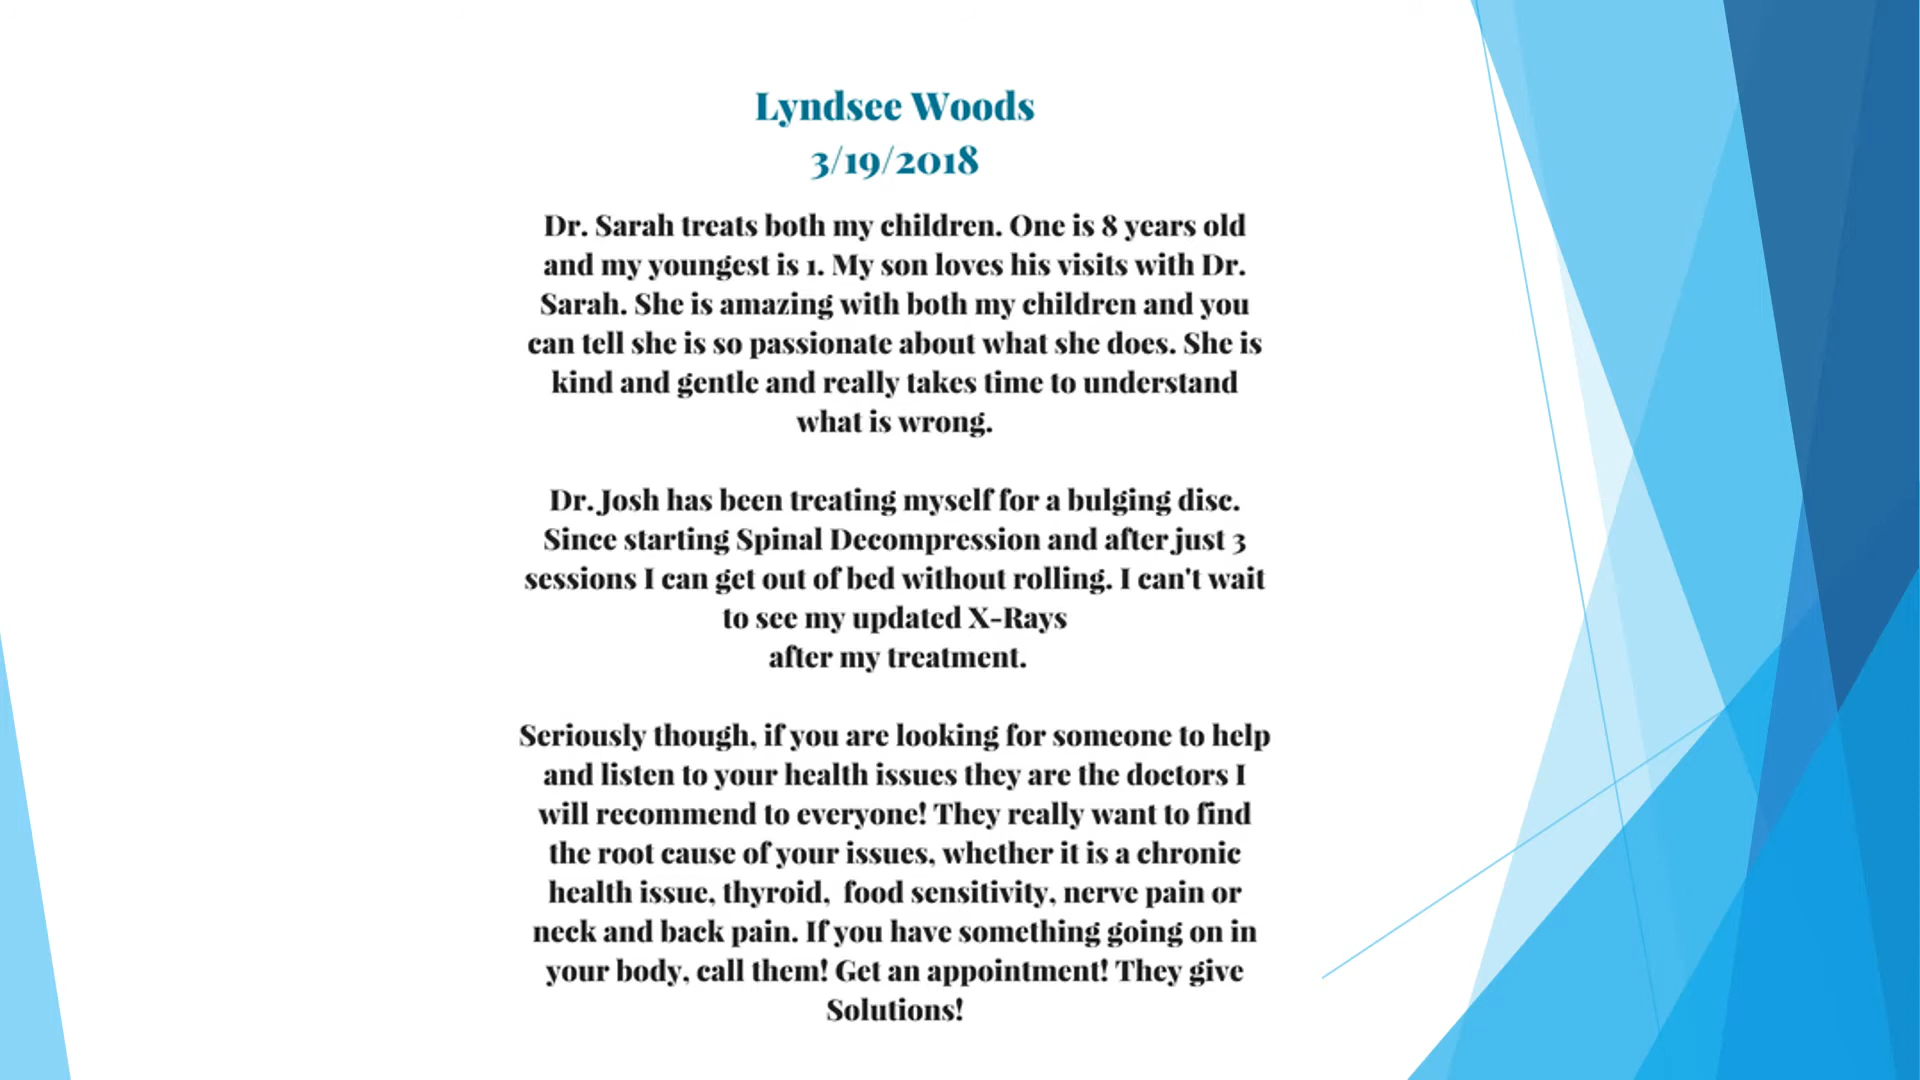 Lyndsee Woods
3/19/2018
Dr. Sarah treats both my children. One is 8 years old
and my youngest is 1. My son loves his visits with Dr.
Sarah. She is amazing with both my children and you
can tell she is so passionate about what she does. She is
kind and gentle and really takes time to understand
what is wrong.
Dr. Josh has been treating myself for a bulging disc.
Since starting Spinal Decompression and after just 3
sessions I can get out of bed without rolling. I can't wait
to see my updated X-Rays
after my treatment.
Seriously though, if you are looking for someone to help
and listen to your health issues they are the doctors I
will recommend to everyone! They really want to find
the root cause of your issues, whether it is a chronic
health issue, thyroid,  food sensitivity, nerve pain or
neck and back pain. If you have something going on in
your body, call them! Get an appointment! They give
Solutions!